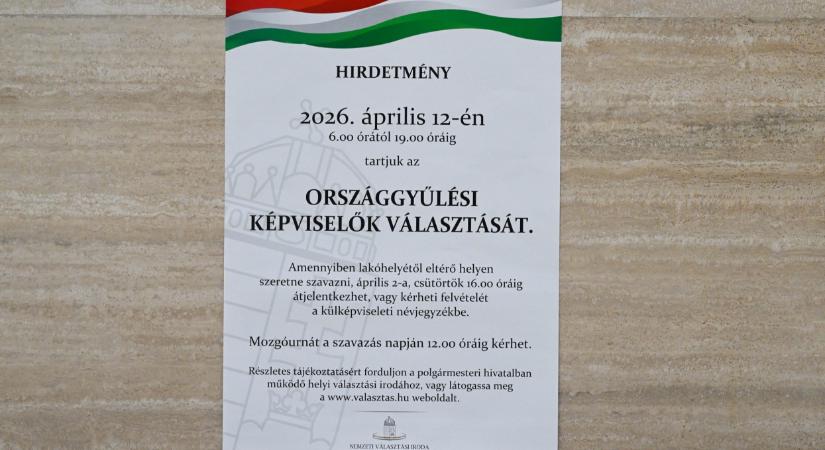 HIRDETMÉNY
2026. április 12-én
6.00 órától 19.00 óráig
tartjuk az
ORSZÁGGYŰLÉSI
KÉPVISELŐK VÁLASZTÁSÁT.
Amennyiben lakóhelyétől eltérő helyen
szeretne szavazni, április 2-a, csütörtök 16.00 óráig
átjelentkezhet, vagy kérheti felvételét
a külképviseleti névjegyzékbe.
Mozgóurnát a szavazás napján 12.00 óráig kérhet.
Részletes tájékoztatásért forduljon a polgármesteri hivatalban
működő helyi választási irodához, vagy látogassa meg
a www.valasztas.hu weboldalt.
NEMZETI VÁLASZTÁSI IRODA